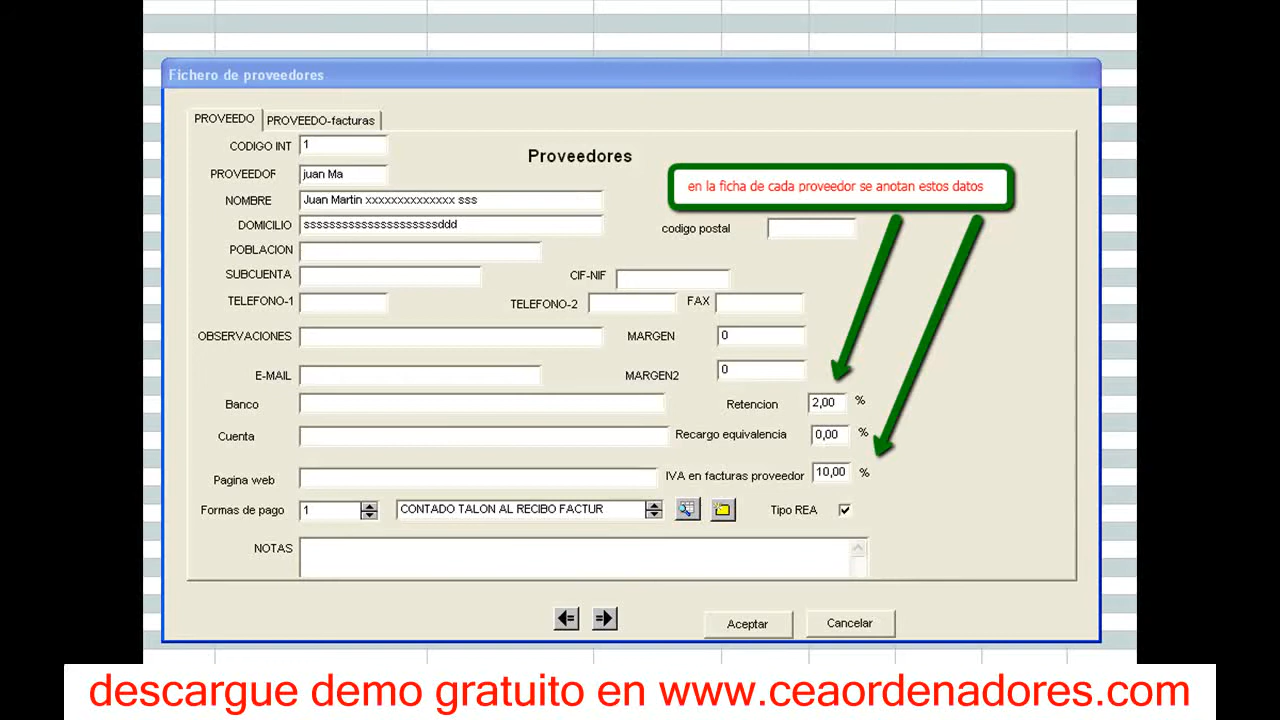 Fichero de proveedores
PROVEEDO PROVEEDO-facturas
CODIGO INT 1
Proveedores
PROVEEDOF juan Ma
en la ficha de cada proveedor se anotan estos datos
NOMBRE Juan Martin xxxxxxxxxxxxxx sss
DOMICILIO sssssssssssssssssssssddd
codigo postal
POBLACION
SUBCUENTA CIF-NIF
TELEFONO-1 TELEFONO-2 FAX
OBSERVACIONES MARGEN 0
E-MAIL MARGEN2 0
Banco Retencion 2,00 %
Cuenta Recargo equivalencia 0,00 %
Pagina web IVA en facturas proveedor 10,00 %
Formas de pago 1 CONTADO TALON AL RECIBO FACTUR Tipo REA
NOTAS
Aceptar Cancelar
descargue demo gratuito en www.ceaordenadores.com